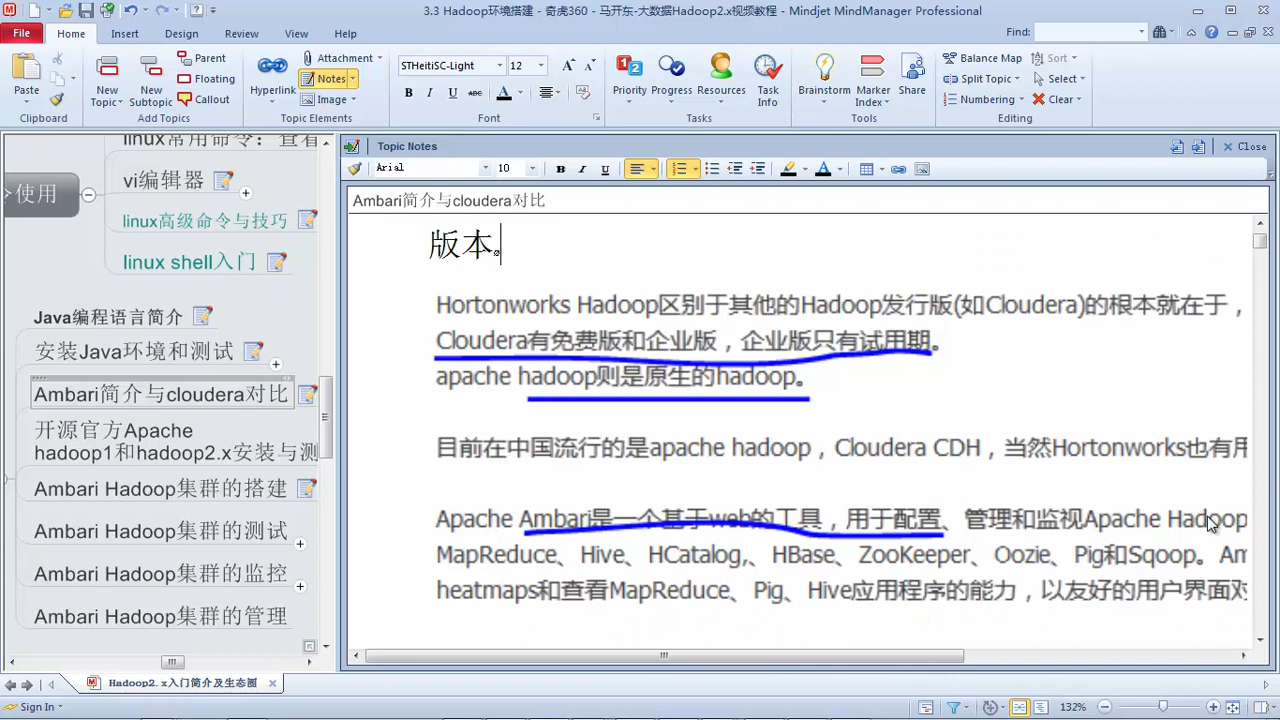 3.3 Hadoop环境搭建 - 奇虎360 - 马开东-大数据Hadoop2.x视频教程 - Mindjet MindManager Professional
File Home Insert Design Review View Help Find:
Paste New Topic New Subtopic Parent Floating Callout Hyperlink Attachment Notes Image STHeitiSC-Light 12 B I U A Priority Progress Resources Task Info Brainstorm Marker Index Share Balance Map Sort Split Topic Select Numbering Clear
Clipboard Add Topics Topic Elements Font Tasks Tools Editing
linux常用命令：查看
使用
vi编辑器
linux高级命令与技巧
linux shell入门
Java编程语言简介
安装Java环境和测试
Ambari简介与cloudera对比
开源官方Apache
hadoop1和hadoop2.x安装与测
Ambari Hadoop集群的搭建
Ambari Hadoop集群的测试
Ambari Hadoop集群的监控
Ambari Hadoop集群的管理
Topic Notes Close
Arial 10 B I U A
Ambari简介与cloudera对比
版本。
Hortonworks Hadoop区别于其他的Hadoop发行版(如Cloudera)的根本就在于，
Cloudera有免费版和企业版，企业版只有试用期。
apache hadoop则是原生的hadoop。
目前在中国流行的是apache hadoop，Cloudera CDH，当然Hortonworks也有用
Apache Ambari是一个基于web的工具，用于配置、管理和监视Apache Hadoop
MapReduce、Hive、HCatalog,、HBase、ZooKeeper、Oozie、Pig和Sqoop。Am
heatmaps和查看MapReduce、Pig、Hive应用程序的能力，以友好的用户界面对
Hadoop2. x入门简介及生态圈
Sign In 132%